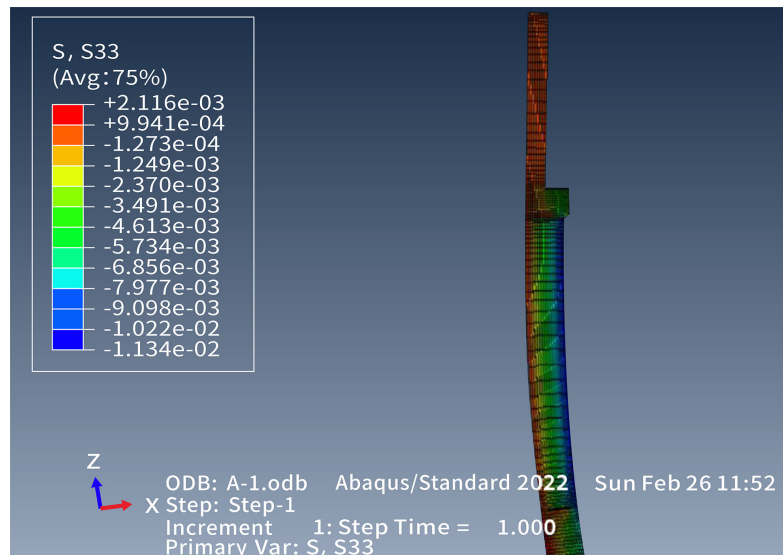 S, S33
(Avg:75%)
+2.116e-03
+9.941e-04
-1.273e-04
-1.249e-03
-2.370e-03
-3.491e-03
-4.613e-03
-5.734e-03
-6.856e-03
-7.977e-03
-9.098e-03
-1.022e-02
-1.134e-02
Z
X
ODB: A-1.odb Abaqus/Standard 2022 Sun Feb 26 11:52
Step: Step-1
Increment 1: Step Time = 1.000
Primary Var: S, S33